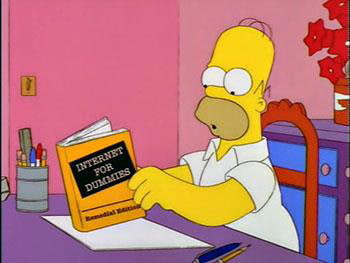 INTERNET
FOR
DUMMIES
Remedial Edition